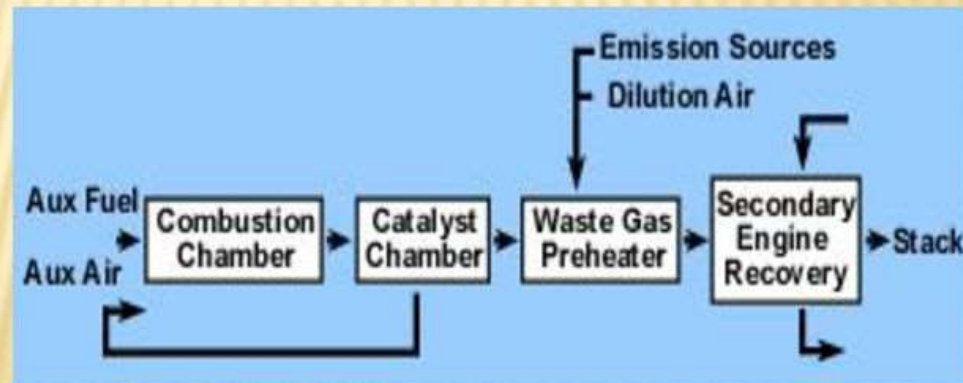 Emission Sources
Dilution Air
Aux Fuel
Aux Air
Combustion
Chamber
Catalyst
Chamber
Waste Gas
Preheater
Secondary
Engine
Recovery
Stack